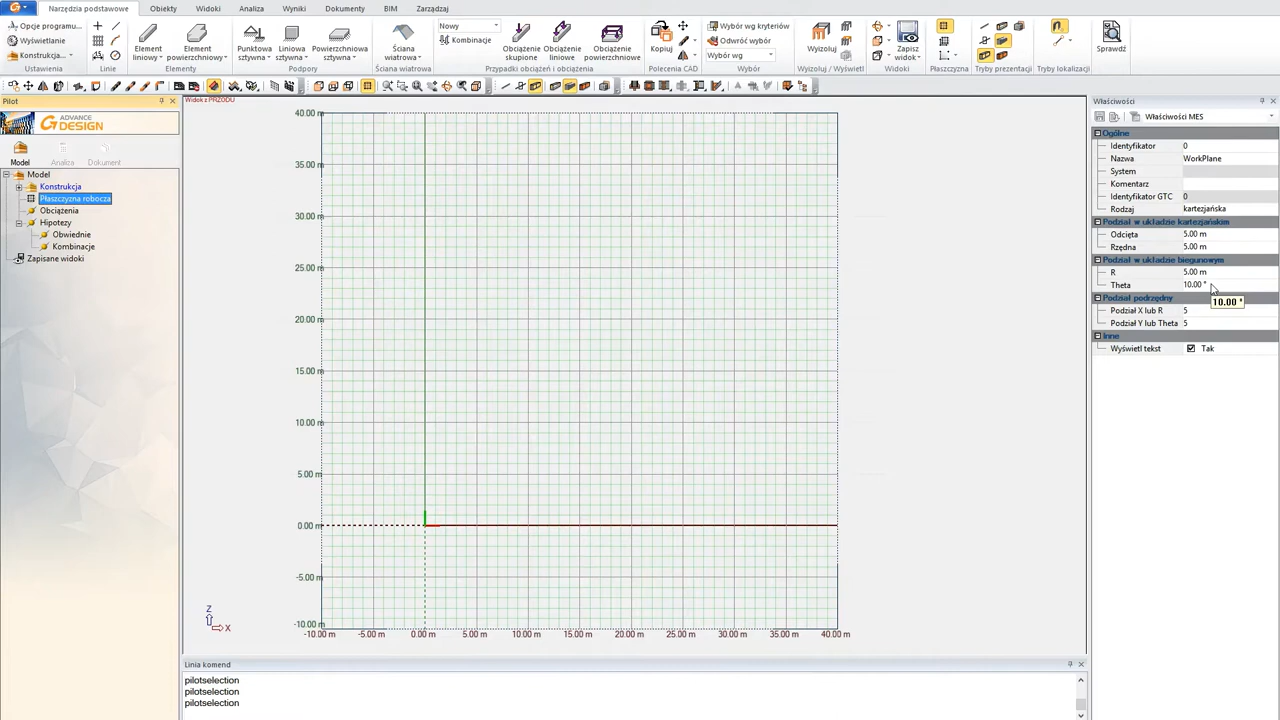 Narzędzia podstawowe Obiekty Widoki Analiza Wyniki Dokumenty BIM Zarządzaj
Opcje programu...
Wyświetlanie
Konstrukcja...
Ustawienia
Linie
Element liniowy
Element powierzchniowy
Elementy
Punktowa sztywna
Liniowa sztywna
Powierzchniowa sztywna
Podpory
Ściana wiatrowa
Ściana wiatrowa
Nowy
Kombinacje
Obciążenie skupione
Obciążenie liniowe
Obciążenie powierzchniowe
Przypadki obciążeń i obciążenia
Kopiuj
Polecenia CAD
Wybór wg kryteriów
Odwróć wybór
Wybór wg
Wybór
Wyizoluj
Wyizoluj / Wyświetl
Zapisz widok
Widoki
Płaszczyzna
Tryby prezentacji
Tryby lokalizacji
Sprawdź
Pilot
ADVANCE
DESIGN
Model Analiza Dokument
Model
Konstrukcja
Płaszczyzna robocza
Obciążenia
Hipotezy
Obwiednie
Kombinacje
Zapisane widoki
Widok z PRZODU
40.00 m
35.00 m
30.00 m
25.00 m
20.00 m
15.00 m
10.00 m
5.00 m
0.00 m
-5.00 m
-10.00 m
-10.00 m -5.00 m 0.00 m 5.00 m 10.00 m 15.00 m 20.00 m 25.00 m 30.00 m 35.00 m 40.00 m
Z
X
Linia komend
pilotselection
pilotselection
pilotselection
Właściwości
Właściwości MES
Ogólne
Identyfikator 0
Nazwa WorkPlane
System
Komentarz
Identyfikator GTC 0
Rodzaj kartezjańska
Podział w układzie kartezjańskim
Odcięta 5.00 m
Rzędna 5.00 m
Podział w układzie biegunowym
R 5.00 m
Theta 10.00 °
10.00 °
Podział podrzędny
Podział X lub R 5
Podział Y lub Theta 5
Inne
Wyświetl tekst Tak